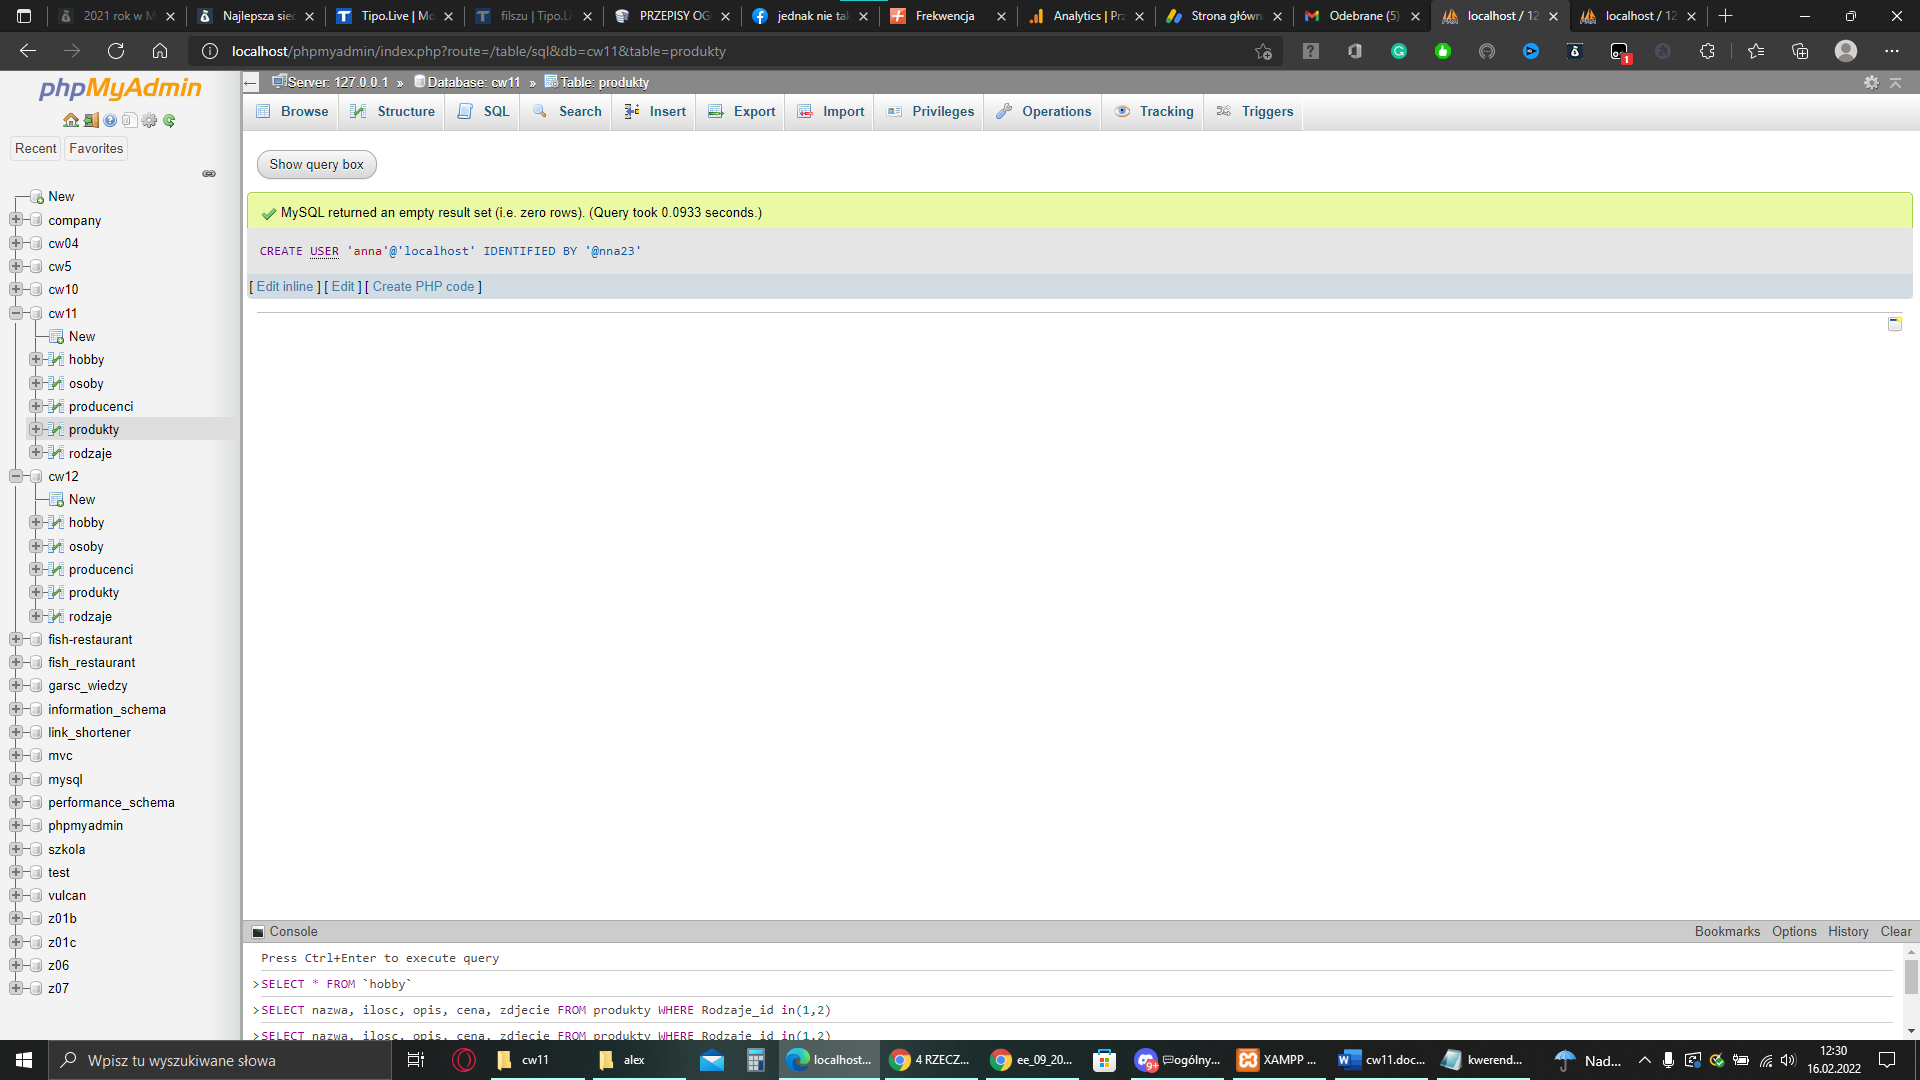 2021 rok w M
Najlepsza sieć
Tipo.Live | Mo
filszu | Tipo.Li
PRZEPISY OGÓ
jednak nie tak
Frekwencja
Analytics | Prz
Strona główna
Odebrane (5)
localhost / 12
localhost / 12
localhost/phpmyadmin/index.php?route=/table/sql&db=cw11&table=produkty
1
phpMyAdmin
Server: 127.0.0.1 » Database: cw11 » Table: produkty
Browse Structure SQL Search Insert Export Import Privileges Operations Tracking Triggers
Recent Favorites
Show query box
MySQL returned an empty result set (i.e. zero rows). (Query took 0.0933 seconds.)
CREATE USER 'anna'@'localhost' IDENTIFIED BY '@nna23'
[ Edit inline ] [ Edit ] [ Create PHP code ]
New
company
cw04
cw5
cw10
cw11
New
hobby
osoby
producenci
produkty
rodzaje
cw12
New
hobby
osoby
producenci
produkty
rodzaje
fish-restaurant
fish_restaurant
garsc_wiedzy
information_schema
link_shortener
mvc
mysql
performance_schema
phpmyadmin
szkola
test
vulcan
z01b
z01c
z06
z07
Console
Bookmarks Options History Clear
Press Ctrl+Enter to execute query
>SELECT * FROM `hobby`
>SELECT nazwa, ilosc, opis, cena, zdjecie FROM produkty WHERE Rodzaje_id in(1,2)
>SELECT nazwa, ilosc, opis, cena, zdjecie FROM produkty WHERE Rodzaje_id in(1,2)
Wpisz tu wyszukiwane słowa
cw11
alex
localhost...
4 RZECZ...
ee_09_20...
9+
ogólny...
XAMPP ...
cw11.doc...
kwerend...
Nad...
12:30
16.02.2022